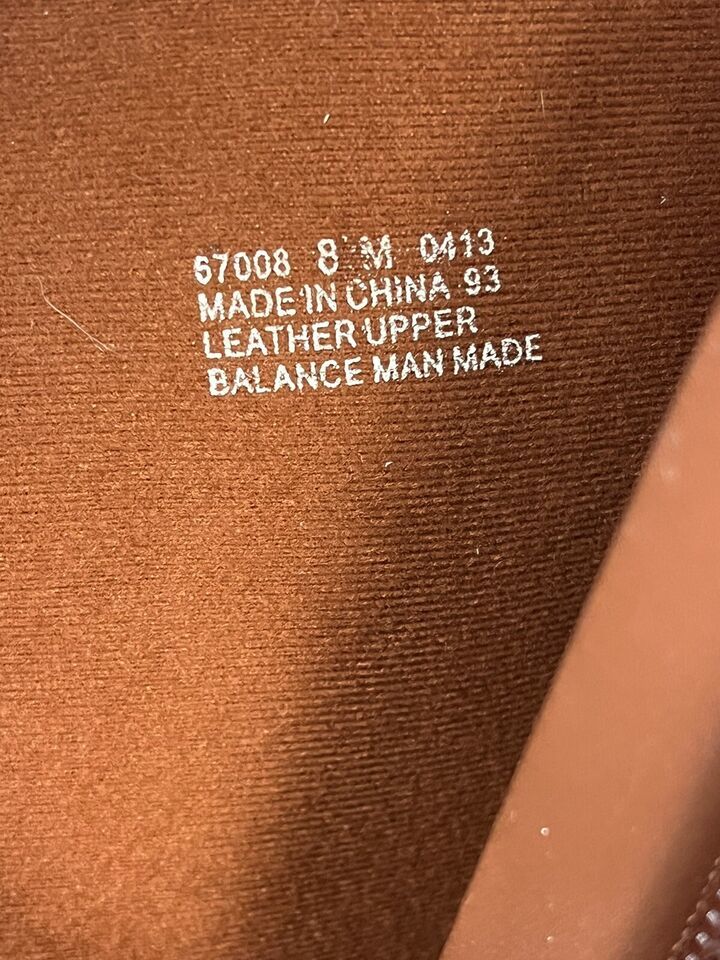 67008 8 M 0413
MADE IN CHINA 93
LEATHER UPPER
BALANCE MAN MADE